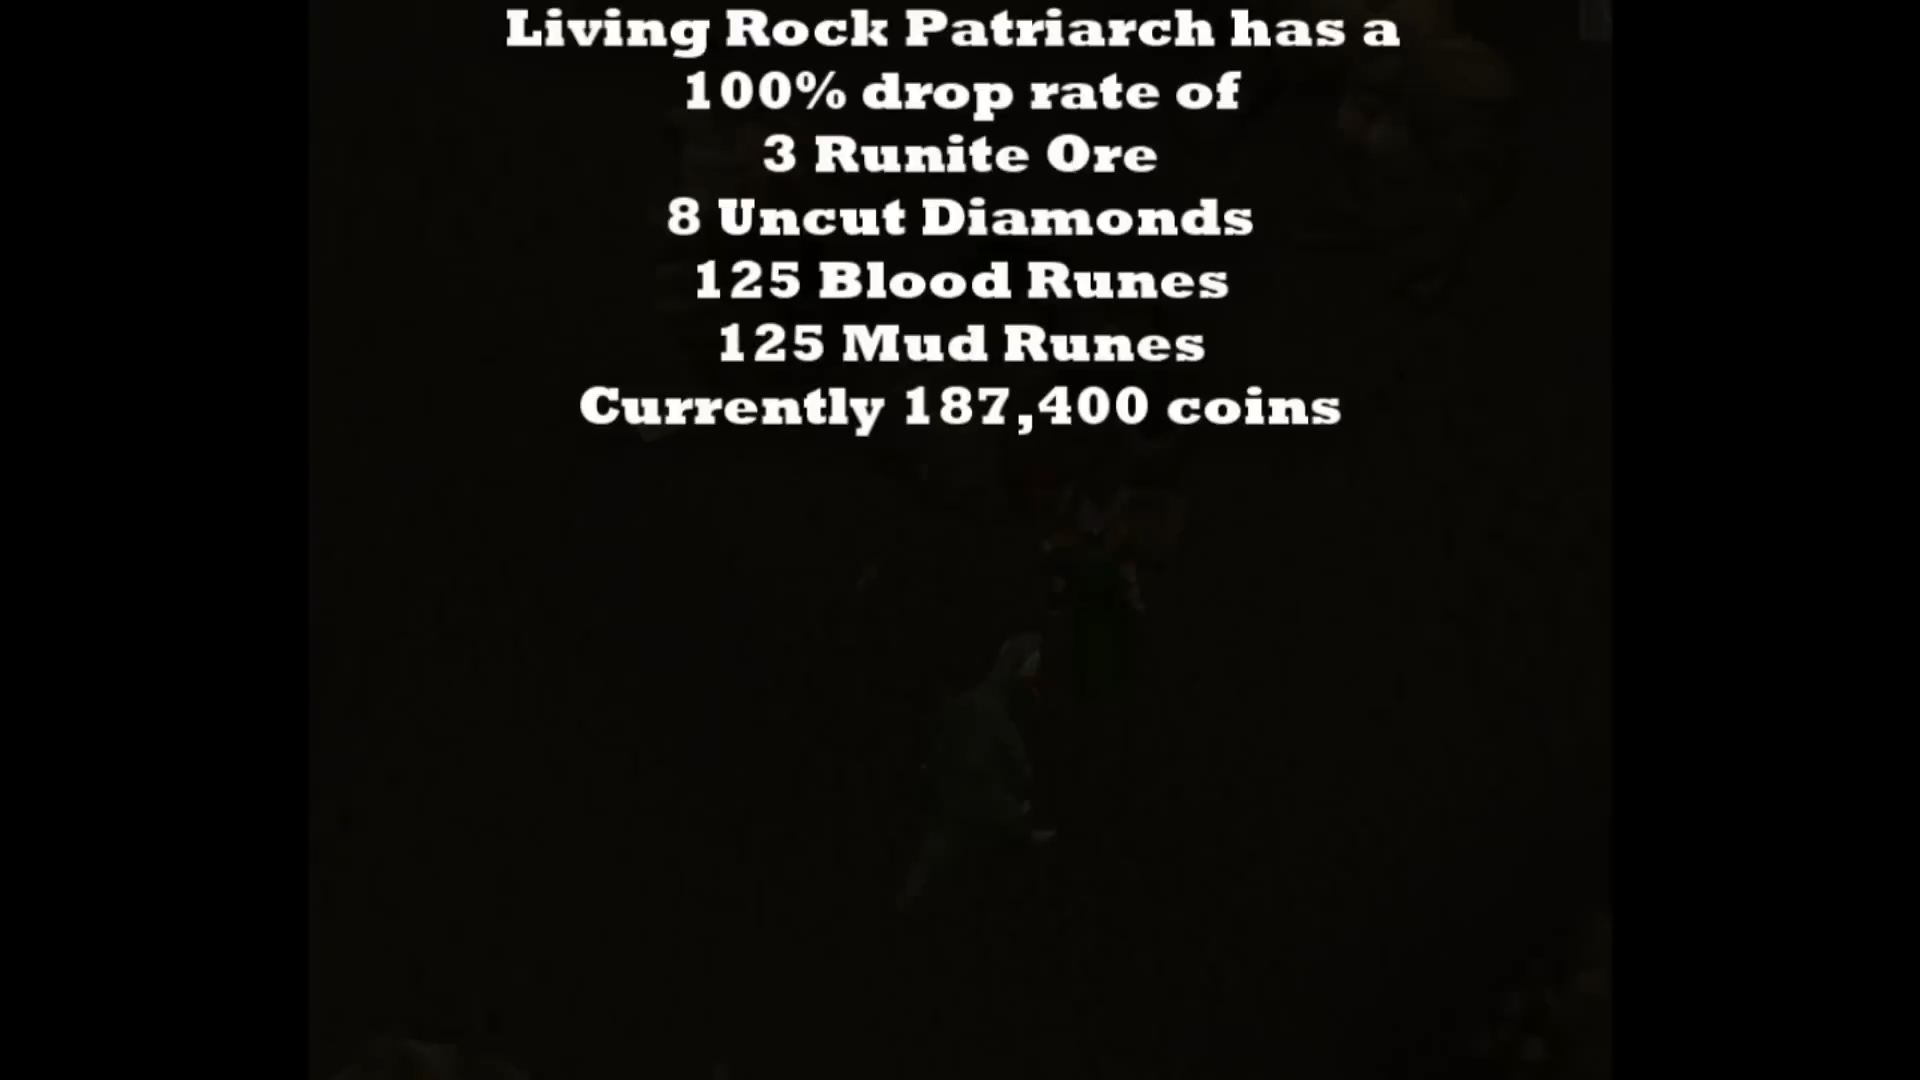 Living Rock Patriarch has a
100% drop rate of
3 Runite Ore
8 Uncut Diamonds
125 Blood Runes
125 Mud Runes
Currently 187,400 coins